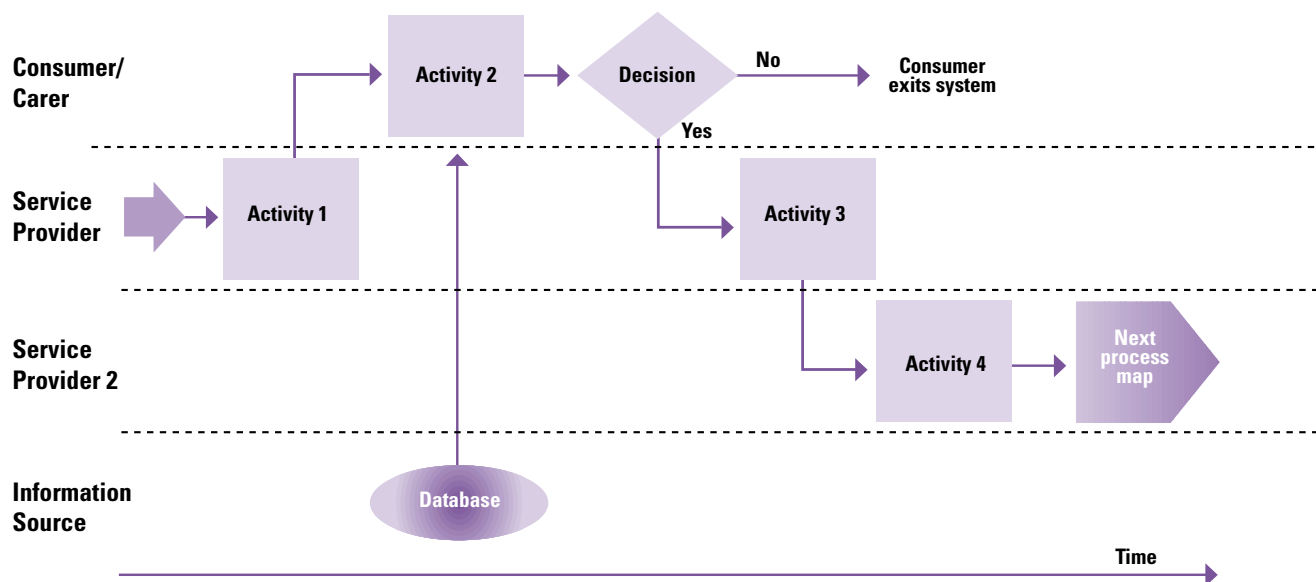 Consumer/
Carer
Activity 2
Decision
No
Consumer
exits system
Yes
Service
Provider
Activity 1
Activity 3
Service
Provider 2
Activity 4
Next
process
map
Information
Source
Database
Time